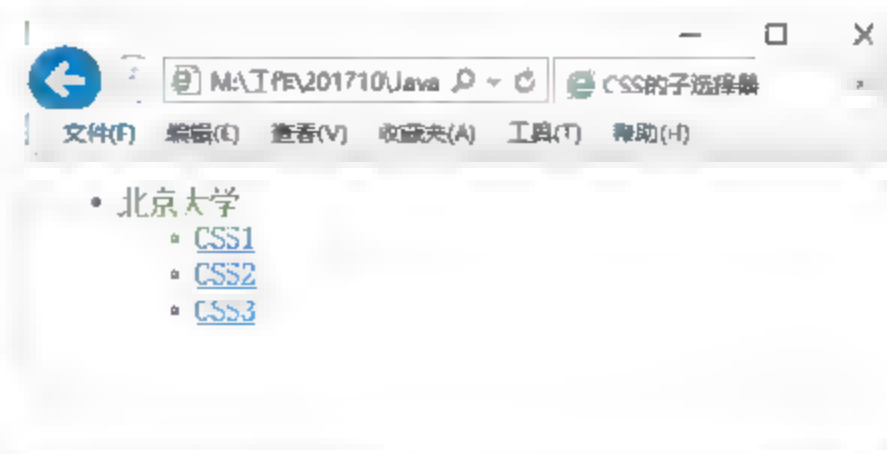 M:\工作\201710\Java CSS的子选择器
文件(F) 编辑(E) 查看(V) 收藏夹(A) 工具(T) 帮助(H)
北京大学
CSS1
CSS2
CSS3